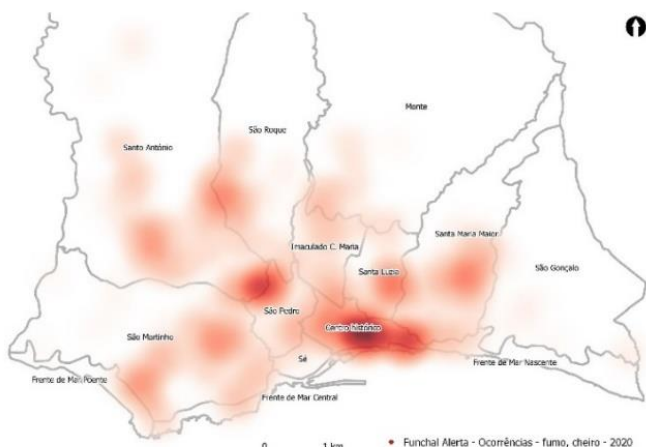 Monte
São Roque
Santo António
Santa Maria Maior
Imaculado C. Maria
São Gonçalo
Santa Luzia
São Pedro
Centro histórico
São Martinho
Sé
Frente de Mar Nascente
Frente de Mar Poente
Frente de Mar Central
0 1 km
Funchal Alerta - Ocorrências - fumo, cheiro - 2020